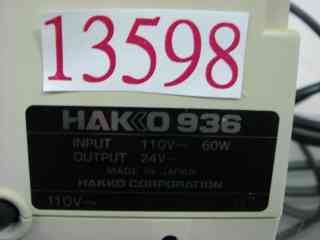 13598
HAKKO 936
INPUT 110V~ 60W
OUTPUT 24V~
MADE IN JAPAN
HAKKO CORPORATION
110V~